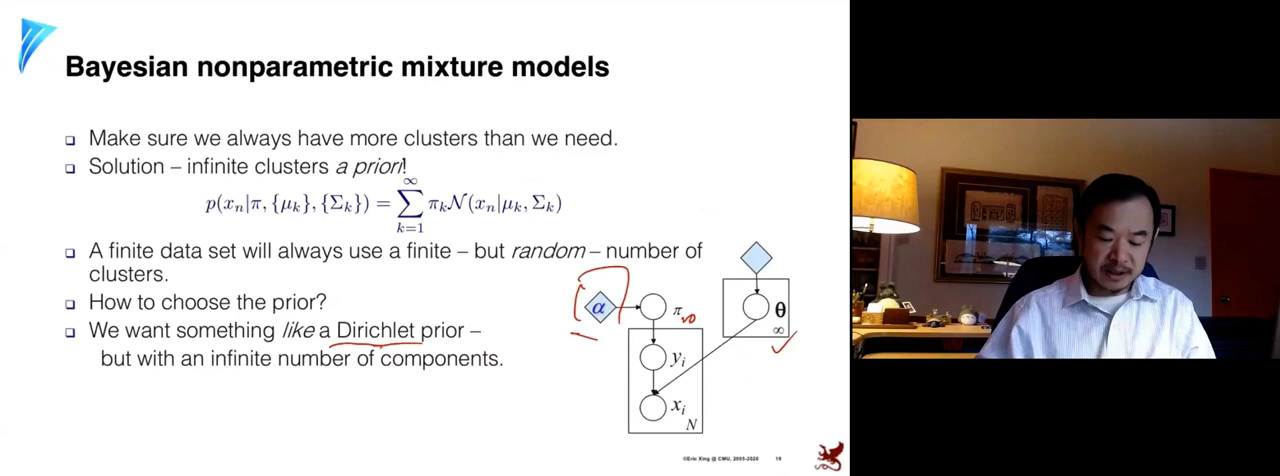 Bayesian nonparametric mixture models
Make sure we always have more clusters than we need.
Solution – infinite clusters a priori!
p(x_n|π, {μ_k}, {Σ_k}) = ∑_{k=1}^{∞} π_k N(x_n|μ_k, Σ_k)
A finite data set will always use a finite – but random – number of
clusters.
How to choose the prior?
We want something like a Dirichlet prior –
but with an infinite number of components.
α
π
∞
θ
∞
y_i
x_i
N
©Eric Xing @ CMU, 2005-2020
19